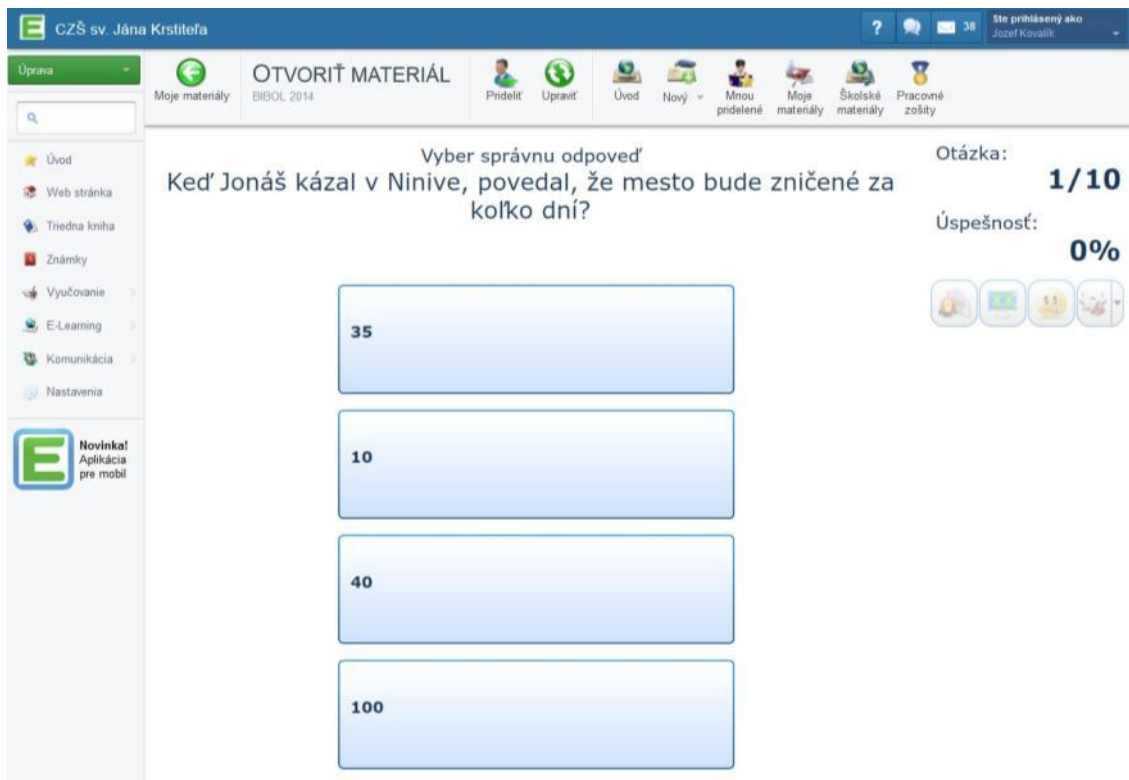 CZŠ sv. Jána Krstiteľa
? 38
Ste prihlásený ako
Jozef Kovalík
Úprava
Moje materiály
OTVORIŤ MATERIÁL
BIBOL 2014
Prideliť
Upraviť
Úvod
Nový
Mnou pridelené
Moje materiály
Školské materiály
Pracovné zošity
Úvod
Web stránka
Triedna kniha
Známky
Vyučovanie
E-Learning
Komunikácia
Nastavenia
Novinka!
Aplikácia
pre mobil
Vyber správnu odpoveď
Keď Jonáš kázal v Ninive, povedal, že mesto bude zničené za
koľko dní?
35
10
40
100
Otázka:
1/10
Úspešnosť:
0%